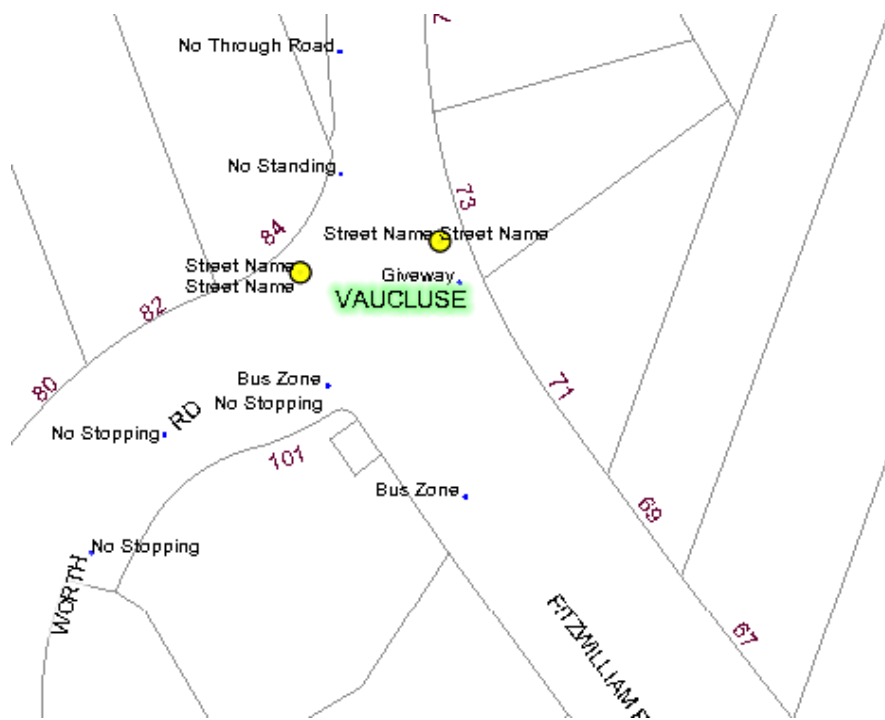 No Through Road
No Standing
73
84
Street Name Street Name
Street Name
Street Name
Giveway
VAUCLUSE
82
Bus Zone
No Stopping
80
71
RD
No Stopping
101
Bus Zone
69
No Stopping
WORTH
FITZWILLIAM
67